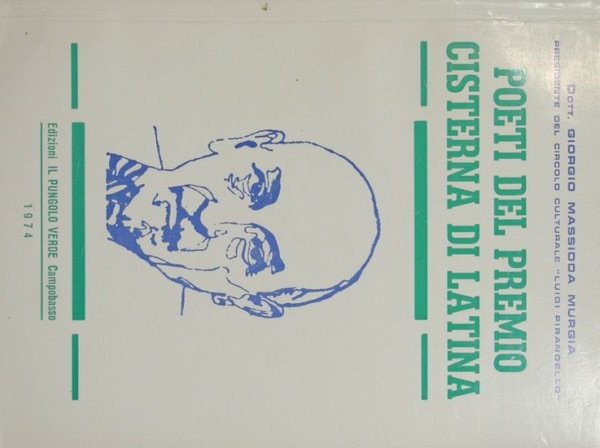 Dott. GIORGIO MASSIDDA MURGIA
PRESIDENTE DEL CIRCOLO CULTURALE "LUIGI PIRANDELLO"
POETI DEL PREMIO
CISTERNA DI LATINA
Edizioni IL PUNGOLO VERDE Campobasso
1974